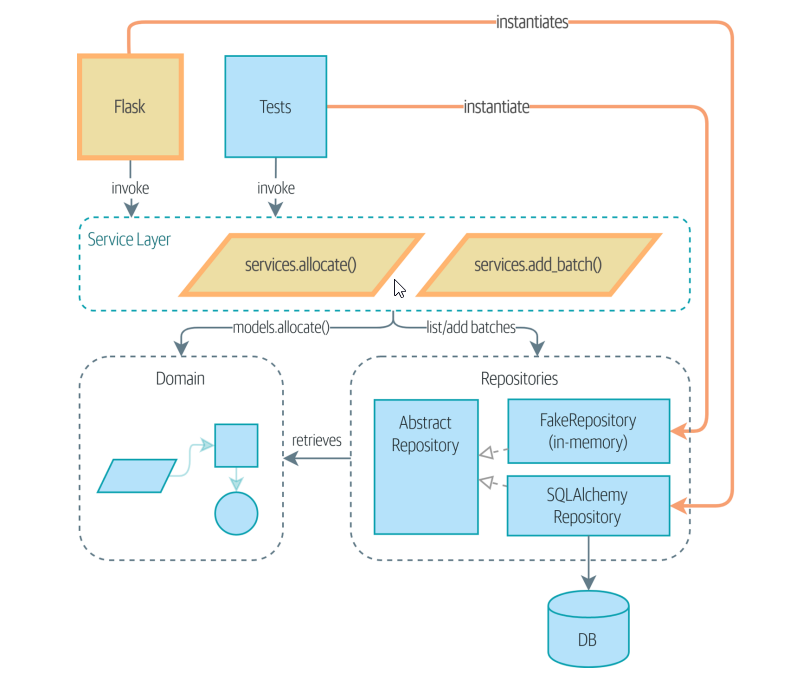 instantiates
Flask
Tests
instantiate
invoke
invoke
Service Layer
services.allocate()
services.add_batch()
models.allocate()
list/add batches
Domain
Repositories
Abstract
Repository
FakeRepository
(in-memory)
retrieves
SQLAlchemy
Repository
DB